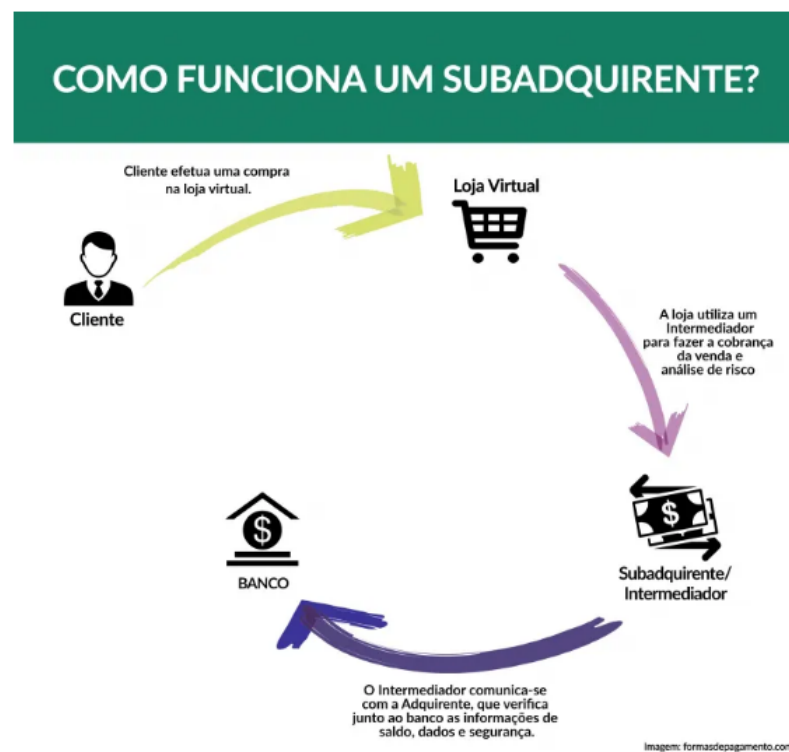 COMO FUNCIONA UM SUBADQUIRENTE?
Cliente efetua uma compra
na loja virtual.
Loja Virtual
Cliente
A loja utiliza um
Intermediador
para fazer a cobrança
da venda e
análise de risco
$
$
BANCO
Subadquirente/
Intermediador
O Intermediador comunica-se
com a Adquirente, que verifica
junto ao banco as informações de
saldo, dados e segurança.
Imagem: formasdepagamento.com